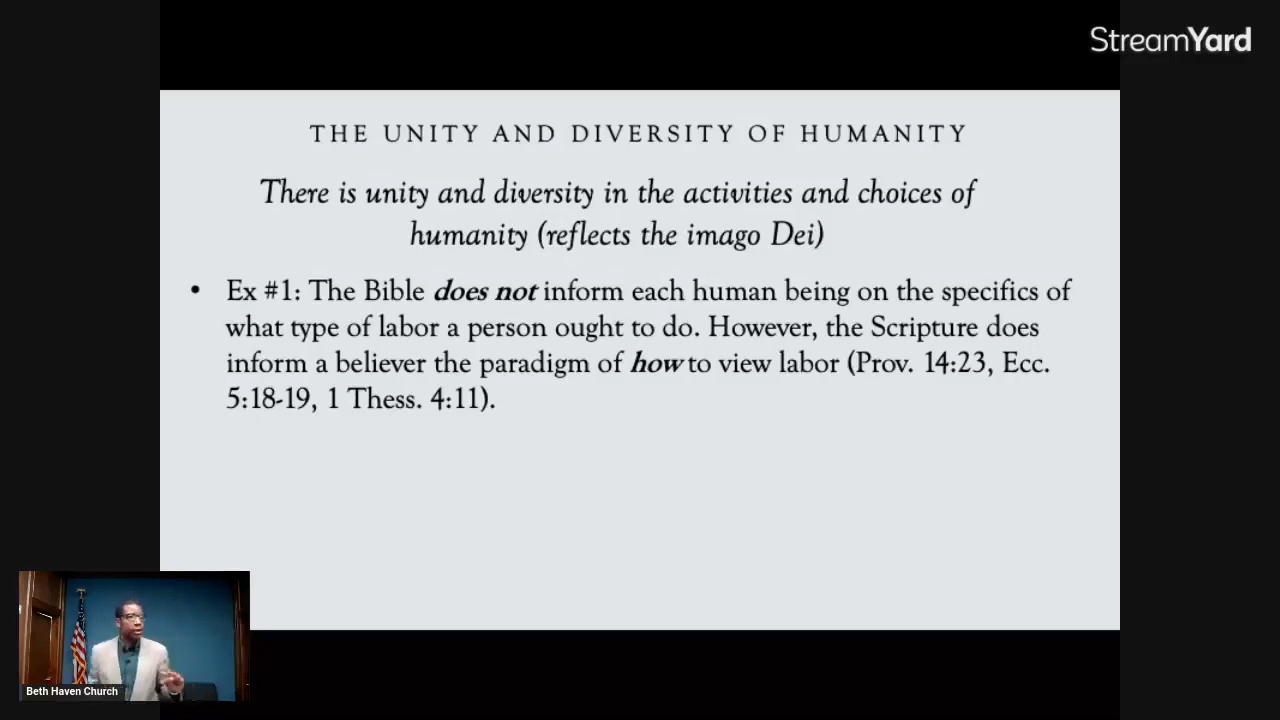 StreamYard
THE UNITY AND DIVERSITY OF HUMANITY
There is unity and diversity in the activities and choices of
humanity (reflects the imago Dei)
• Ex #1: The Bible does not inform each human being on the specifics of
what type of labor a person ought to do. However, the Scripture does
inform a believer the paradigm of how to view labor (Prov. 14:23, Ecc.
5:18-19, 1 Thess. 4:11).
Beth Haven Church